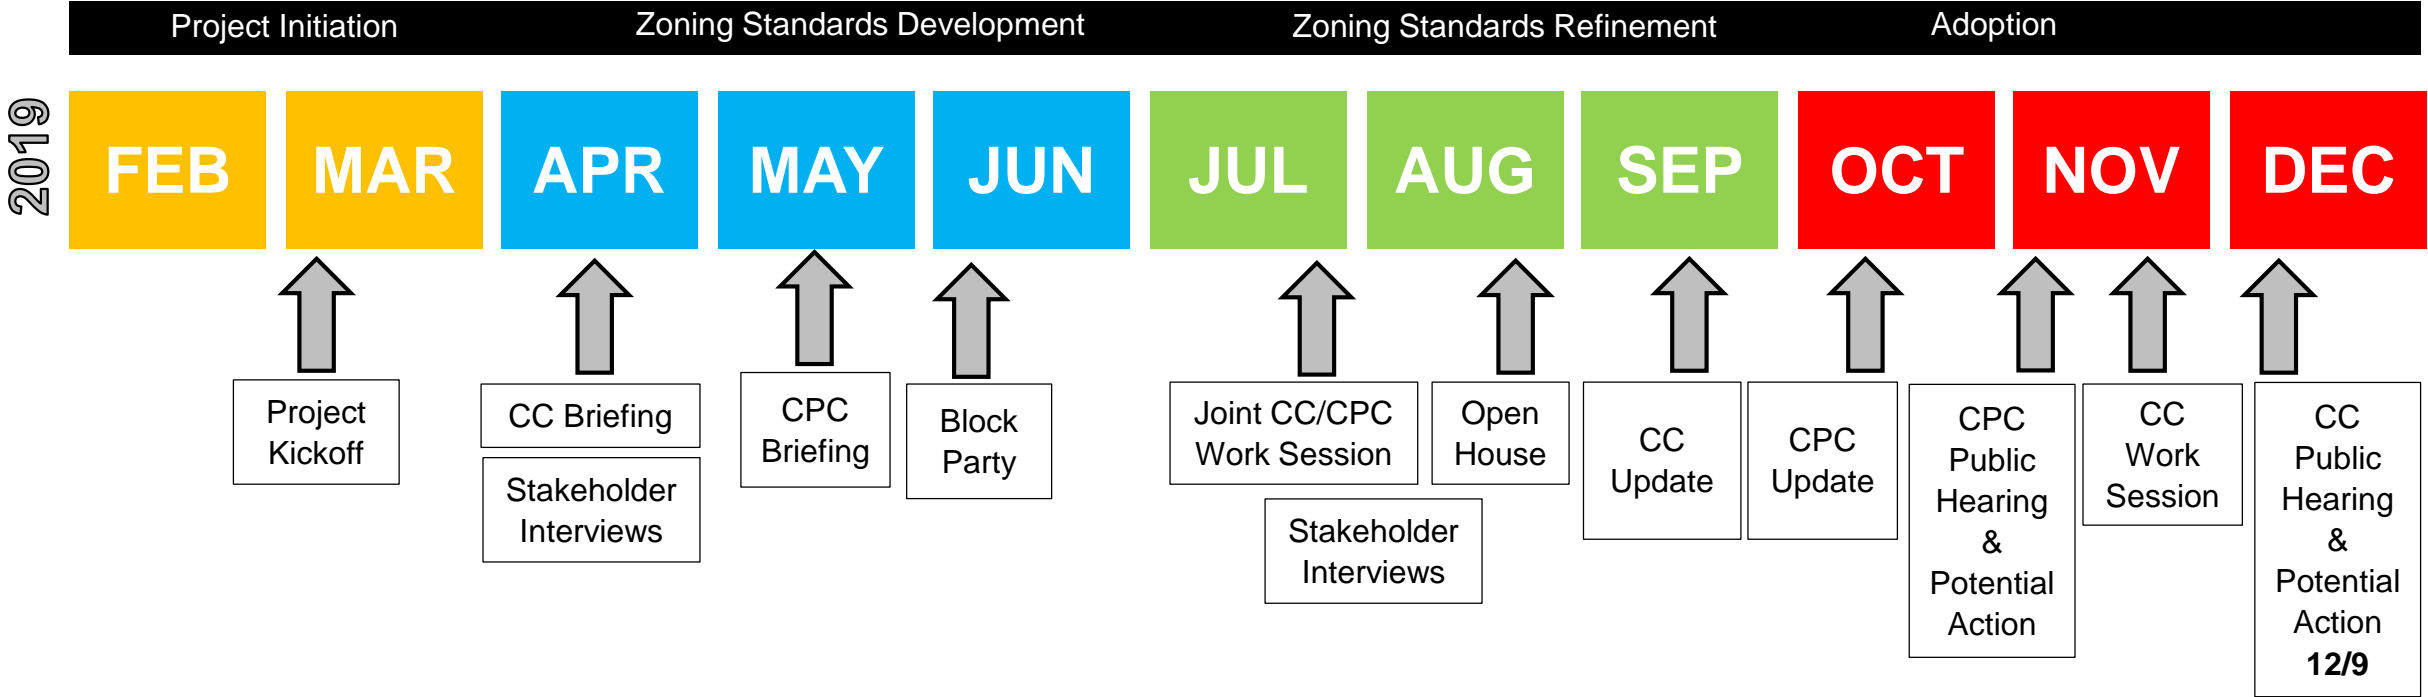 Project Initiation
Zoning Standards Development
Zoning Standards Refinement
Adoption
2019
FEB
MAR
APR
MAY
JUN
JUL
AUG
SEP
OCT
NOV
DEC
Project
Kickoff
CC Briefing
Stakeholder
Interviews
CPC
Briefing
Block
Party
Joint CC/CPC
Work Session
Stakeholder
Interviews
Open
House
CC
Update
CPC
Update
CPC
Public
Hearing
&
Potential
Action
CC
Work
Session
CC
Public
Hearing
&
Potential
Action
12/9